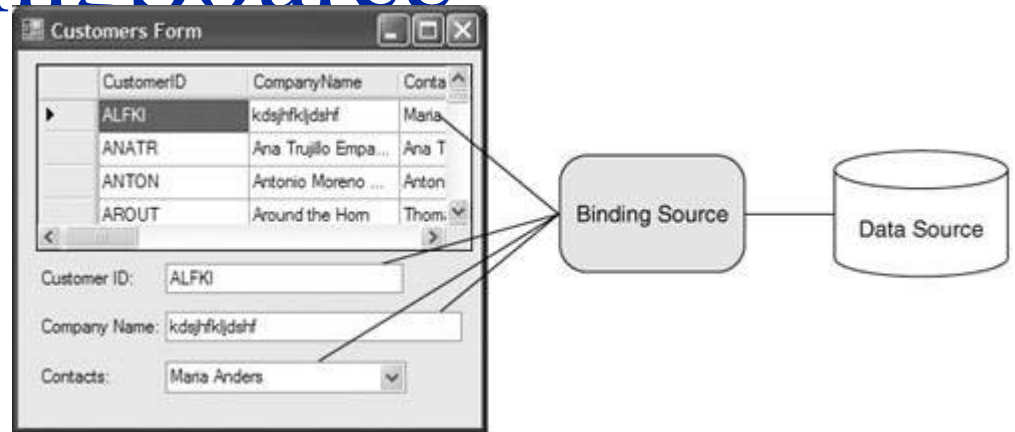 Customers Form
CustomerID CompanyName Conta
ALFKI kdsjhfkljdshf Maria
ANATR Ana Trujillo Empa... Ana T
ANTON Antonio Moreno ... Anton
AROUT Around the Horn Thom
Customer ID: ALFKI
Company Name: kdsjhfkljdshf
Contacts: Maria Anders
Binding Source
Data Source